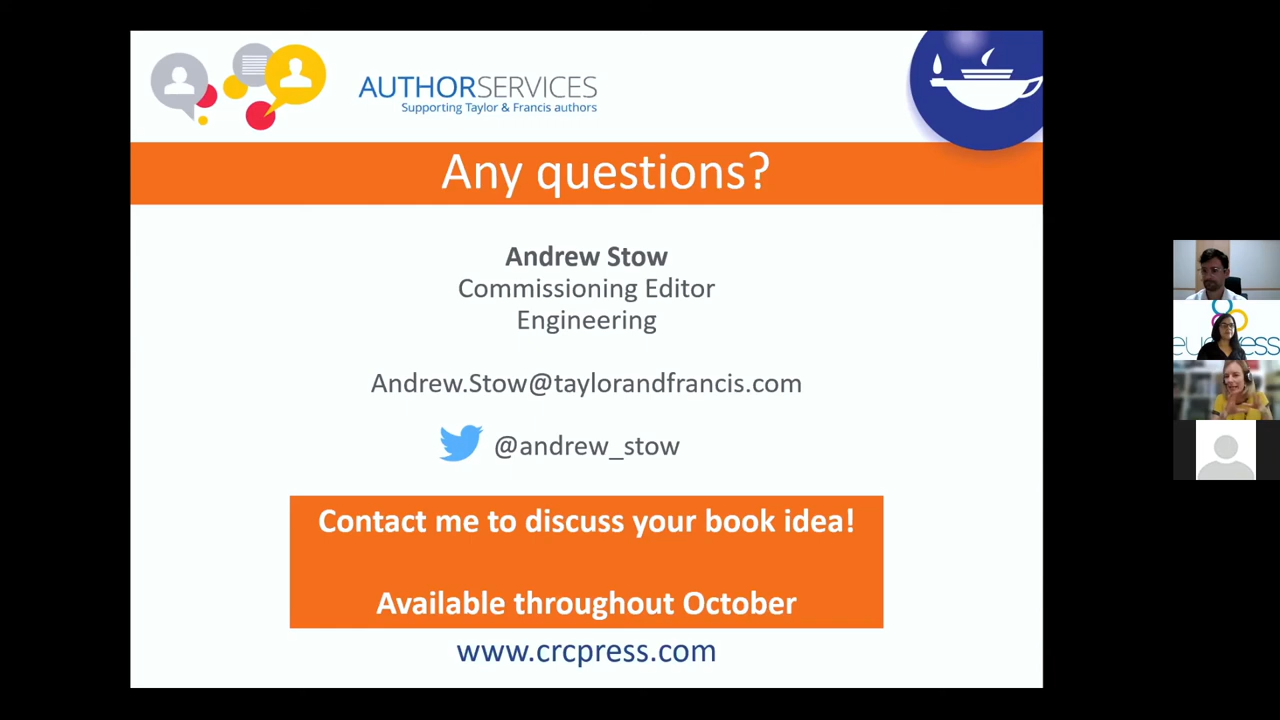 AUTHORSERVICES
Supporting Taylor & Francis authors
Any questions?
Andrew Stow
Commissioning Editor
Engineering
Andrew.Stow@taylorandfrancis.com
@andrew_stow
Contact me to discuss your book idea!
Available throughout October
www.crcpress.com